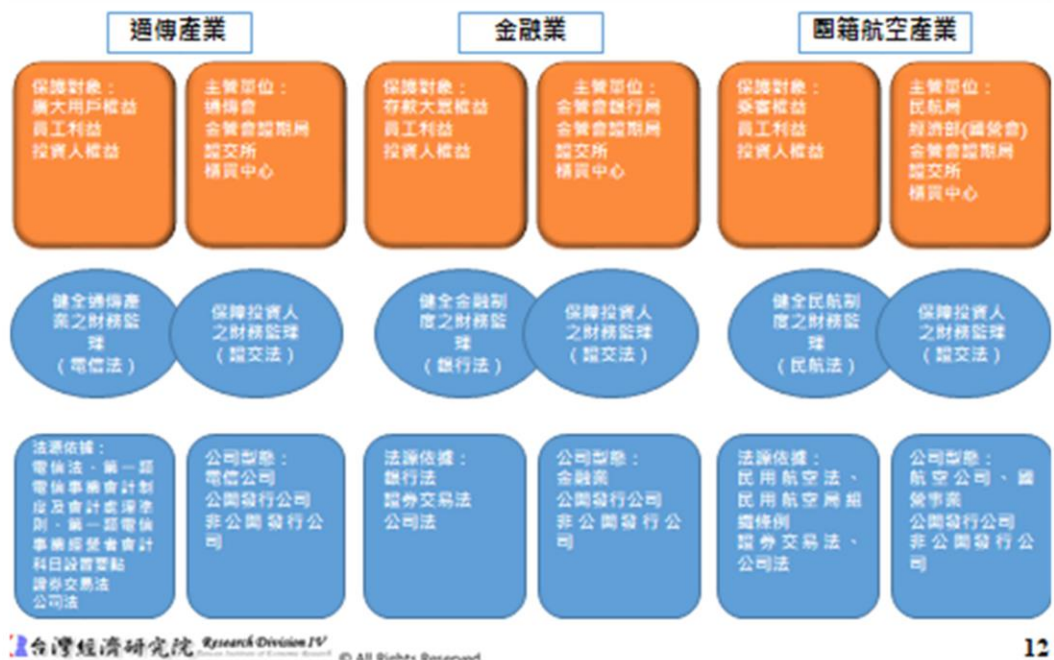 通傳產業
金融業
國籍航空產業
保護對象：
廣大用戶權益
員工利益
投資人權益
主管單位：
通傳會
金管會證期局
證交所
櫃買中心
保護對象：
存款大眾權益
員工利益
投資人權益
主管單位：
金管會銀行局
金管會證期局
證交所
櫃買中心
保護對象：
乘客權益
員工利益
投資人權益
主管單位：
民航局
經濟部(國營會)
金管會證期局
證交所
櫃買中心
健全通傳產
業之財務監
理
(電信法)
保障投資人
之財務監理
(證交法)
健全金融制
度之財務監
理
(銀行法)
保障投資人
之財務監理
(證交法)
健全民航制
度之財務監
理
(民航法)
保障投資人
之財務監理
(證交法)
法源依據：
電信法、第一類
電信事業會計制
度及會計處理準
則、第一類電信
事業經營者會計
科目設置要點
證券交易法
公司法
公司型態：
電信公司
公開發行公司
非公開發行公
司
法源依據：
銀行法
證券交易法
公司法
公司型態：
金融業
公開發行公司
非公開發行公
司
法源依據：
民用航空法、
民用航空局組
織條例
證券交易法、
公司法
公司型態：
航空公司、國
營事業
公開發行公司
非公開發行公
司
台灣經濟研究院 Research Division IV
© All Rights Reserved
12